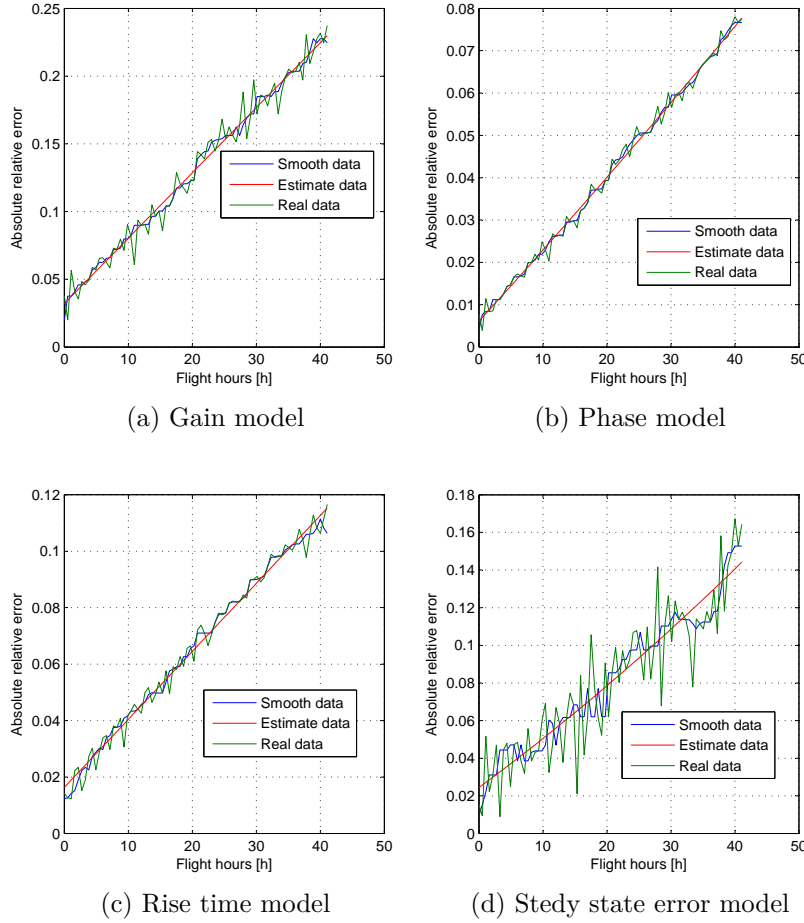 0.25
0.20
0.15
0.10
0.05
0
Absolute relative error
0 10 20 30 40 50
Flight hours [h]
Smooth data
Estimate data
Real data
(a) Gain model
0.08
0.07
0.06
0.05
0.04
0.03
0.02
0.01
0
Absolute relative error
0 10 20 30 40 50
Flight hours [h]
Smooth data
Estimate data
Real data
(b) Phase model
0.12
0.1
0.08
0.06
0.04
0.02
0
Absolute relative error
0 10 20 30 40 50
Flight hours [h]
Smooth data
Estimate data
Real data
(c) Rise time model
0.18
0.16
0.14
0.12
0.1
0.08
0.06
0.04
0.02
0
Absolute relative error
0 10 20 30 40 50
Flight hours [h]
Smooth data
Estimate data
Real data
(d) Stedy state error model